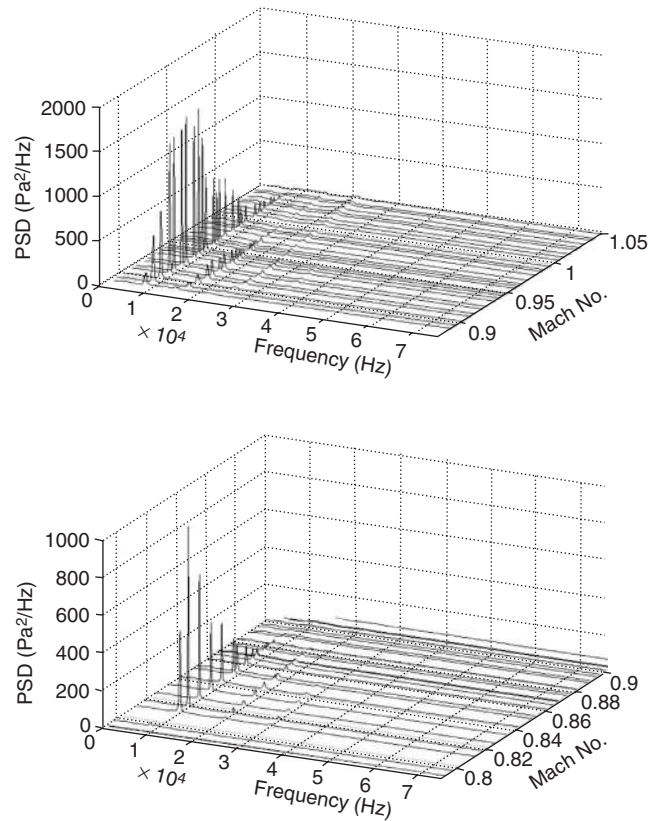 2000
1500
1000
500
0
PSD (Pa²/Hz)
0 1 2 3 4 5 6 7
× 10⁴
Frequency (Hz)
0.9 0.95 1 1.05
Mach No.
1000
800
600
400
200
0
PSD (Pa²/Hz)
0 1 2 3 4 5 6 7
× 10⁴
Frequency (Hz)
0.8 0.82 0.84 0.86 0.88 0.9
Mach No.